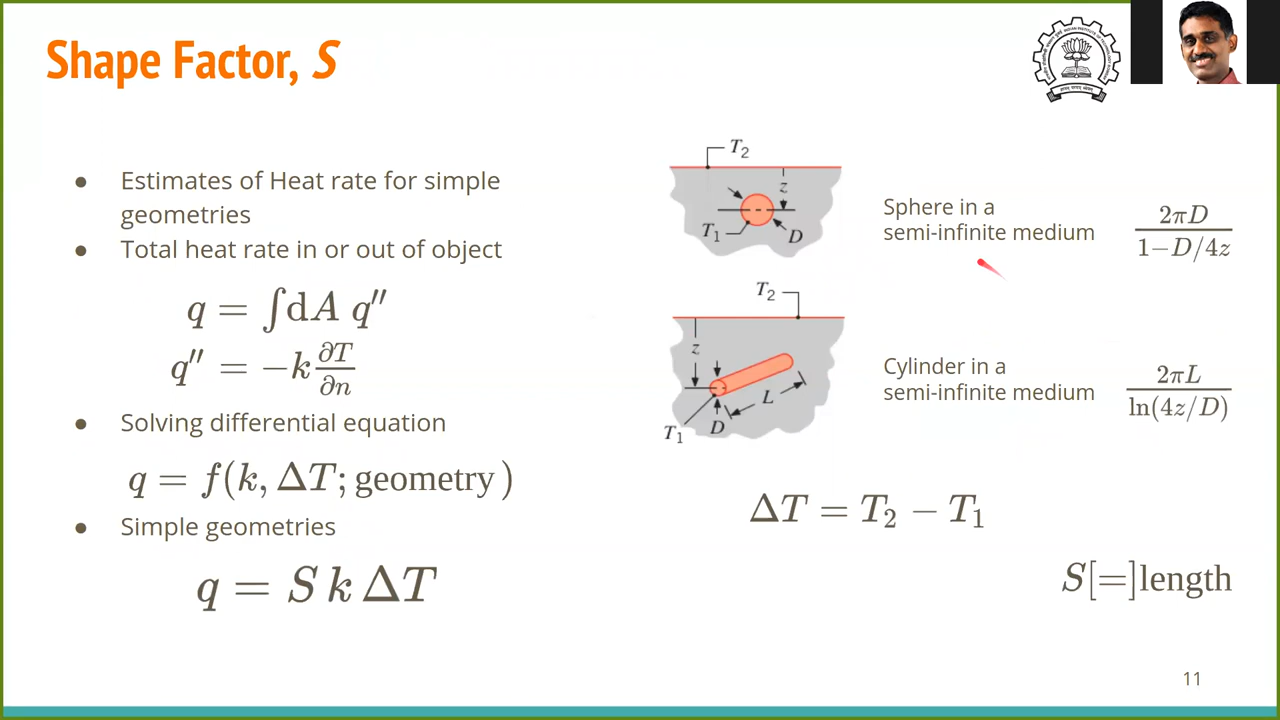 Shape Factor, S
● Estimates of Heat rate for simple
geometries
● Total heat rate in or out of object
q = ∫dA q″
q″ = −k ∂T/∂n
● Solving differential equation
q = f(k, ΔT; geometry)
● Simple geometries
q = S k ΔT
T₂
z
T₁
D
Sphere in a
semi-infinite medium
2πD
1−D/4z
T₂
z
L
T₁
D
Cylinder in a
semi-infinite medium
2πL
ln(4z/D)
ΔT = T₂ − T₁
S[=]length
11